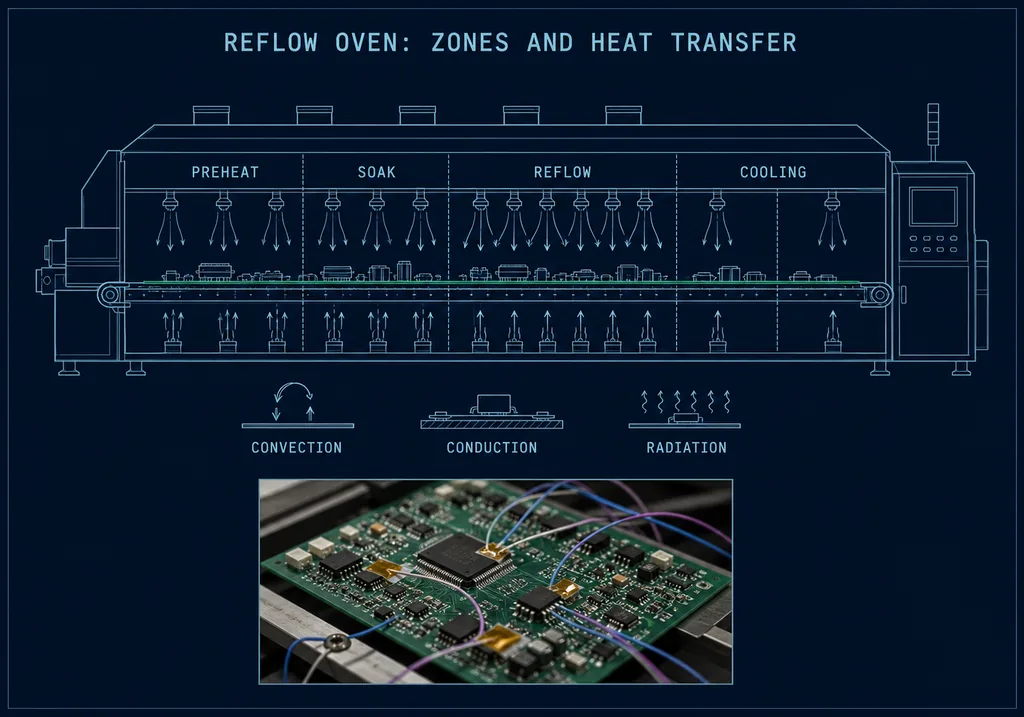 REFLOW OVEN: ZONES AND HEAT TRANSFER
PREHEAT
SOAK
REFLOW
COOLING
CONVECTION
CONDUCTION
RADIATION